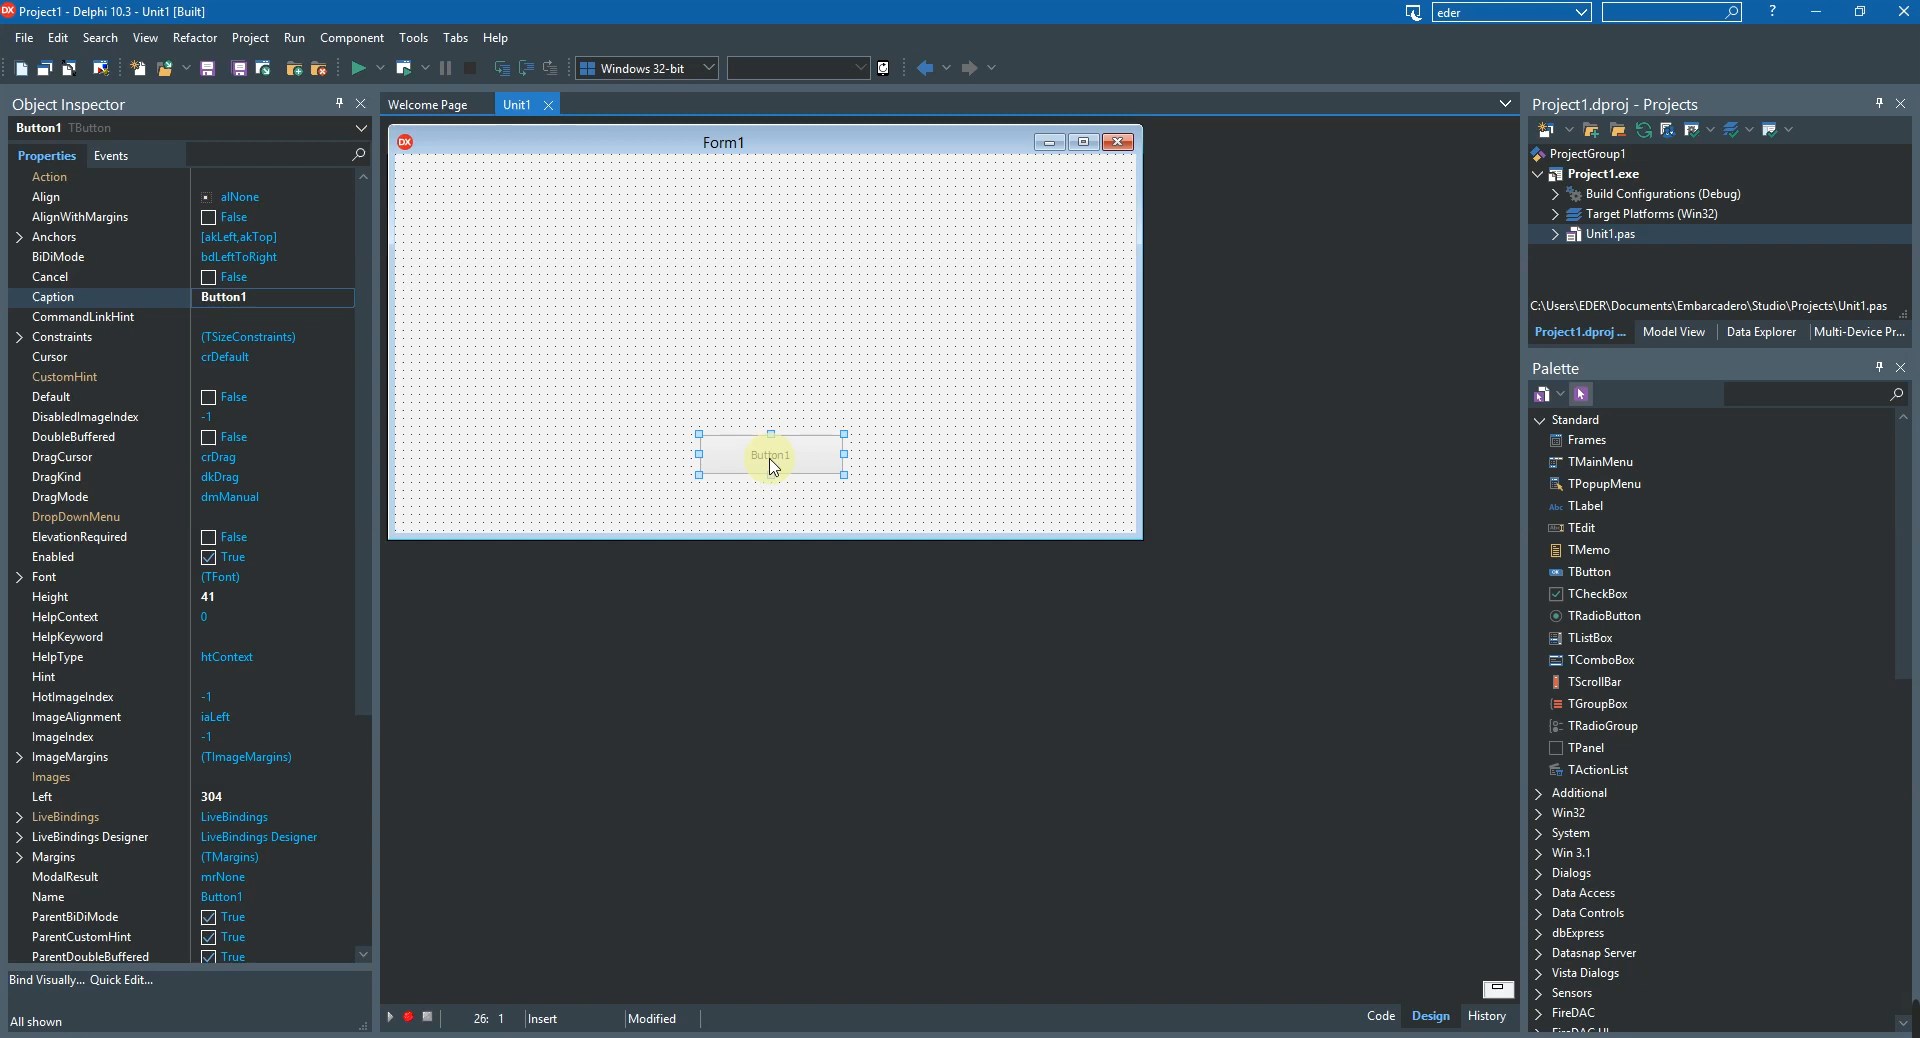 DX Project1 - Delphi 10.3 - Unit1 [Built]
eder
?
File Edit Search View Refactor Project Run Component Tools Tabs Help
Windows 32-bit
Object Inspector
Button1 TButton
Properties Events
Action
Align alNone
AlignWithMargins False
Anchors [akLeft,akTop]
BiDiMode bdLeftToRight
Cancel False
Caption Button1
CommandLinkHint
Constraints (TSizeConstraints)
Cursor crDefault
CustomHint
Default False
DisabledImageIndex -1
DoubleBuffered False
DragCursor crDrag
DragKind dkDrag
DragMode dmManual
DropDownMenu
ElevationRequired False
Enabled True
Font (TFont)
Height 41
HelpContext 0
HelpKeyword
HelpType htContext
Hint
HotImageIndex -1
ImageAlignment iaLeft
ImageIndex -1
ImageMargins (TImageMargins)
Images
Left 304
LiveBindings LiveBindings
LiveBindings Designer LiveBindings Designer
Margins (TMargins)
ModalResult mrNone
Name Button1
ParentBiDiMode True
ParentCustomHint True
ParentDoubleBuffered True
Bind Visually... Quick Edit...
All shown
Welcome Page Unit1
DX Form1
Button1
26: 1 Insert Modified
Code Design History
Project1.dproj - Projects
ProjectGroup1
Project1.exe
Build Configurations (Debug)
Target Platforms (Win32)
Unit1.pas
C:\Users\EDER\Documents\Embarcadero\Studio\Projects\Unit1.pas
Project1.dproj ... Model View Data Explorer Multi-Device Pr...
Palette
Standard
Frames
TMainMenu
TPopupMenu
Abc TLabel
TEdit
TMemo
OK TButton
TCheckBox
TRadioButton
TListBox
TComboBox
TScrollBar
TGroupBox
TRadioGroup
TPanel
TActionList
Additional
Win32
System
Win 3.1
Dialogs
Data Access
Data Controls
dbExpress
Datasnap Server
Vista Dialogs
Sensors
FireDAC
FireDAC UI